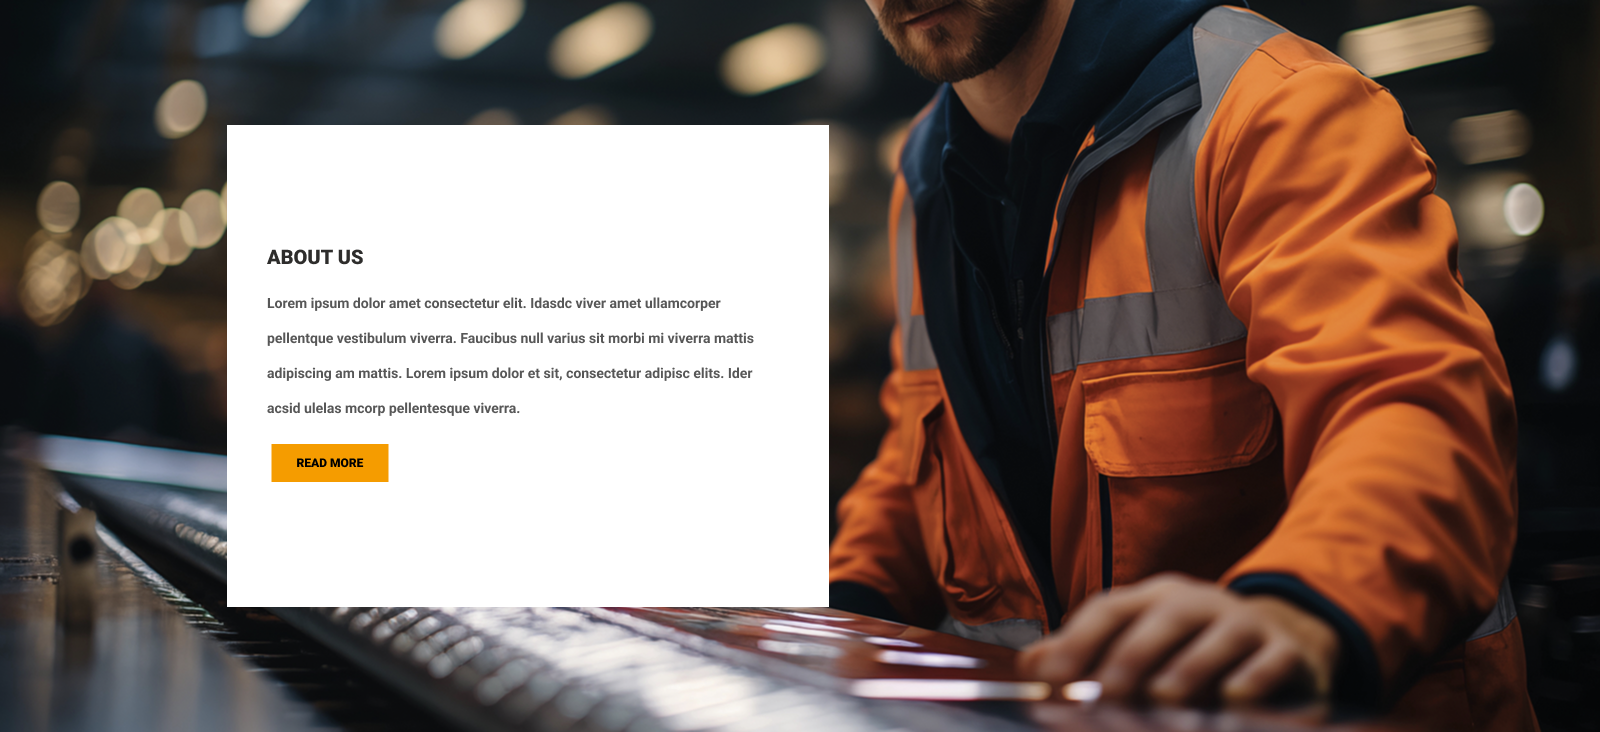 ABOUT US
Lorem ipsum dolor amet consectetur elit. Idasdc viver amet ullamcorper
pellentque vestibulum viverra. Faucibus null varius sit morbi mi viverra mattis
adipiscing am mattis. Lorem ipsum dolor et sit, consectetur adipisc elits. Ider
acsid ulelas mcorp pellentesque viverra.
READ MORE